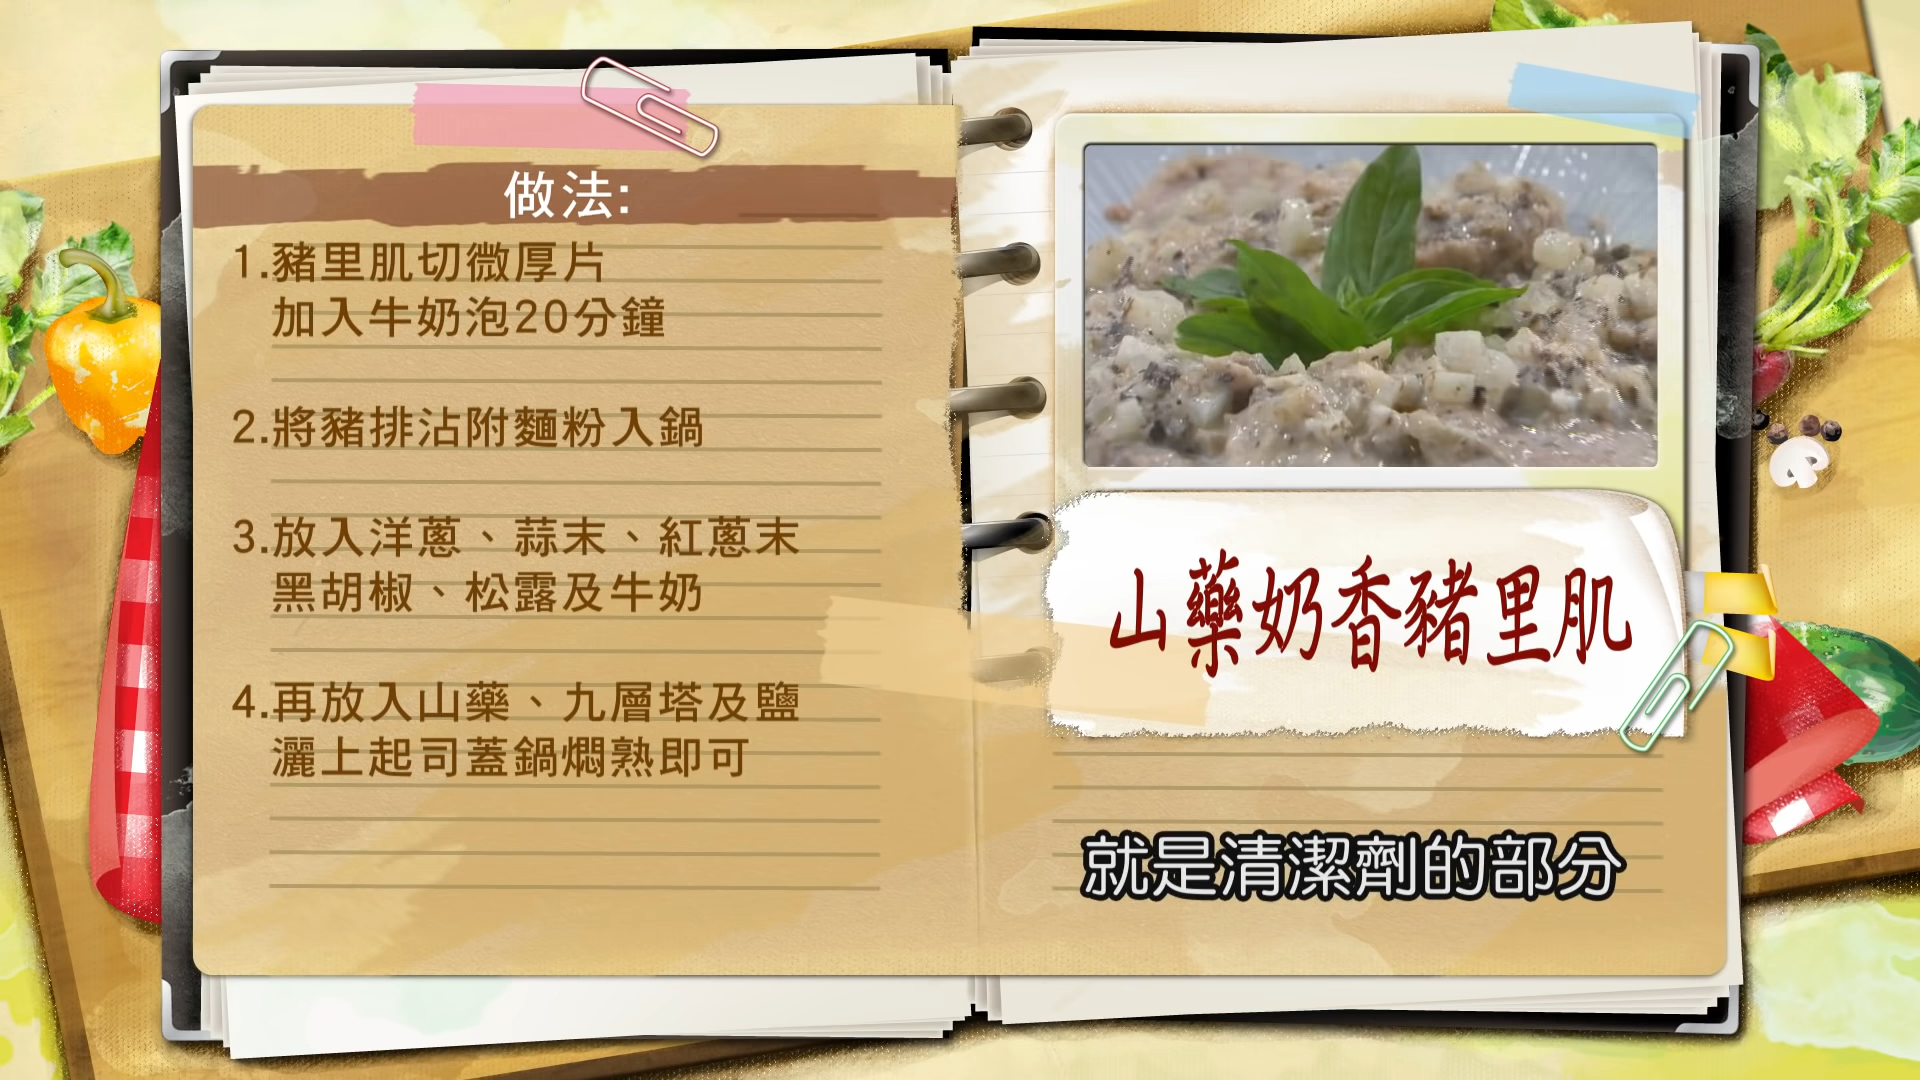 做法:
1.豬里肌切微厚片
加入牛奶泡20分鐘
2.將豬排沾附麵粉入鍋
3.放入洋蔥、蒜末、紅蔥末
黑胡椒、松露及牛奶
4.再放入山藥、九層塔及鹽
灑上起司蓋鍋燜熟即可
山藥奶香豬里肌
就是清潔劑的部分